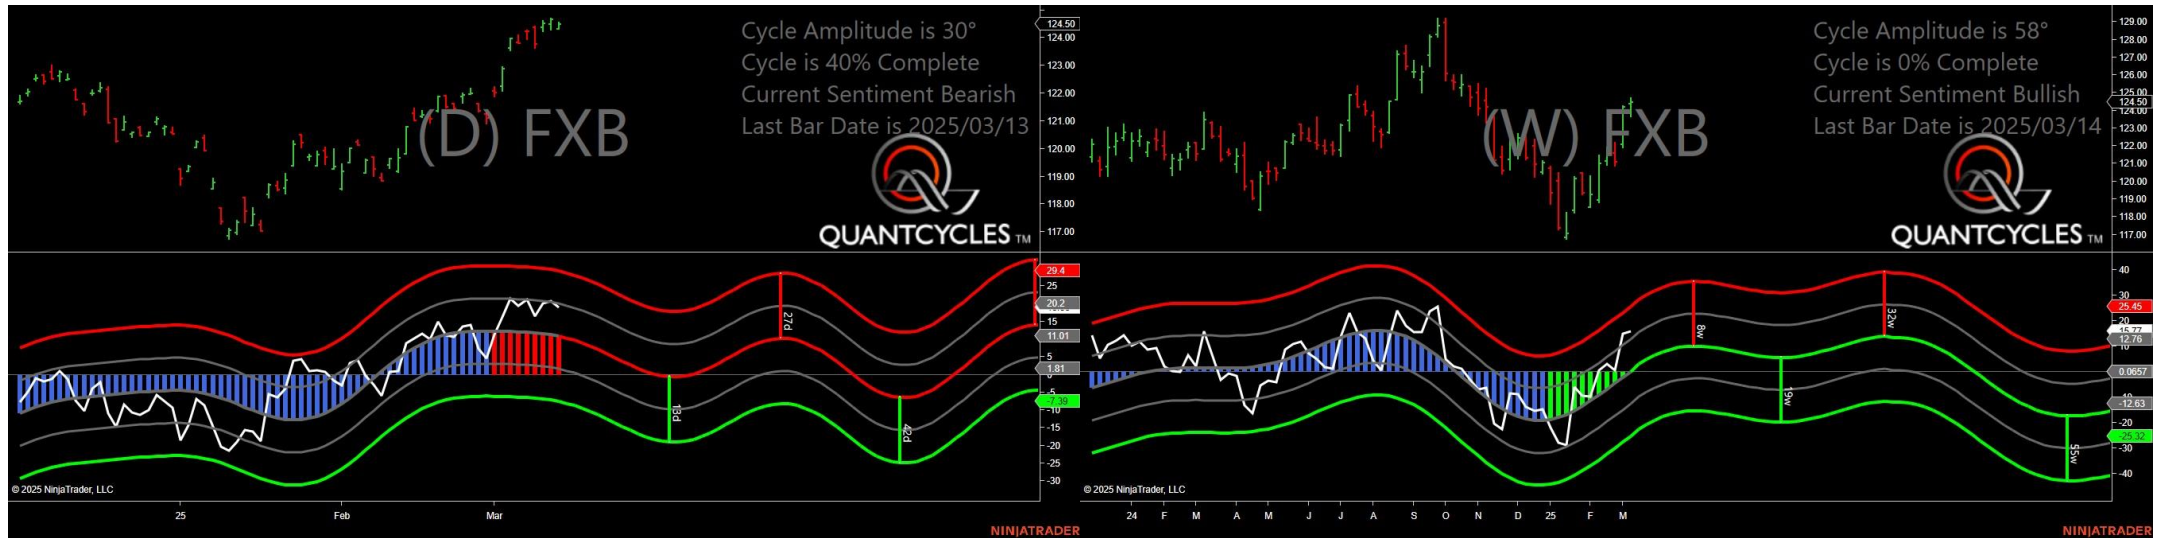 Cycle Amplitude is 30°
Cycle is 40% Complete
Current Sentiment Bearish
Last Bar Date is 2025/03/13
(D) FXB
QUANTCYCLES TM
124.50
124.00
123.00
122.00
121.00
120.00
119.00
118.00
117.00
29.4
25
20.2
15
11.01
5
1.81
-5
-7.39
-10
-15
-20
-25
-30
27d
13d
42d
© 2025 NinjaTrader, LLC
25 Feb Mar
NINJATRADER
Cycle Amplitude is 58°
Cycle is 0% Complete
Current Sentiment Bullish
Last Bar Date is 2025/03/14
(W) FXB
QUANTCYCLES TM
129.00
128.00
127.00
126.00
125.00
124.50
124.00
123.00
122.00
121.00
120.00
119.00
118.00
117.00
40
30
25.45
20
15.77
12.76
10
0.0657
-12.63
-20
-25.32
-30
-40
8w
32w
19w
55w
© 2025 NinjaTrader, LLC
24 F M A M J J A S O N D 25 F M
NINJATRADER